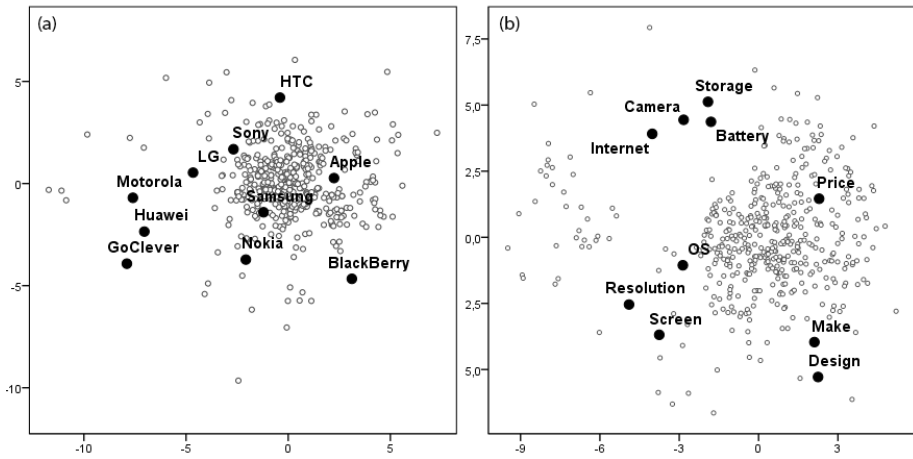 (a)
HTC
Sony
LG
Apple
Motorola
Samsung
Huawei
GoClever
Nokia
BlackBerry
5
0
-5
-10
-10
-5
0
5
(b)
Storage
Camera
Internet
Battery
Price
OS
Resolution
Screen
Make
Design
7,5
5,0
2,5
0,0
2,5
5,0
-9
-6
-3
0
3